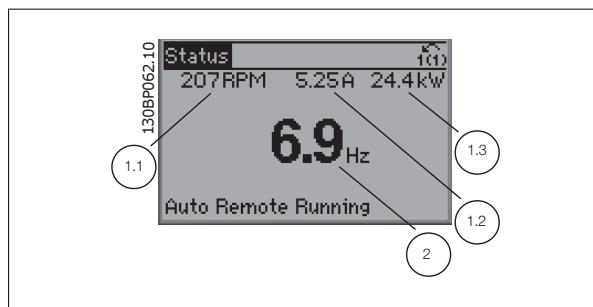 130BP062.10
Status
1(1)
207RPM 5.25A 24.4kW
6.9Hz
1.1
1.3
1.2
Auto Remote Running
2